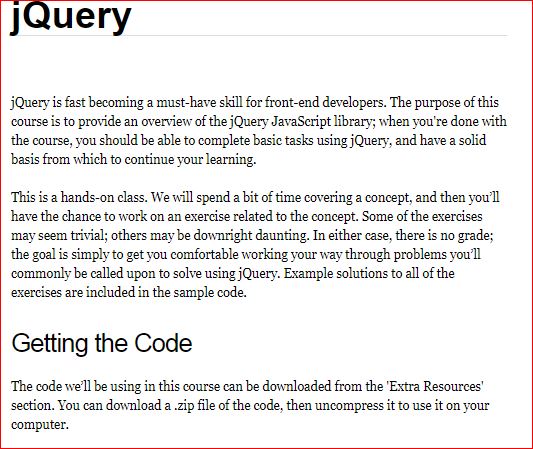 jQuery
jQuery is fast becoming a must-have skill for front-end developers. The purpose of this
course is to provide an overview of the jQuery JavaScript library; when you're done with
the course, you should be able to complete basic tasks using jQuery, and have a solid
basis from which to continue your learning.
This is a hands-on class. We will spend a bit of time covering a concept, and then you’ll
have the chance to work on an exercise related to the concept. Some of the exercises
may seem trivial; others may be downright daunting. In either case, there is no grade;
the goal is simply to get you comfortable working your way through problems you’ll
commonly be called upon to solve using jQuery. Example solutions to all of the
exercises are included in the sample code.
Getting the Code
The code we’ll be using in this course can be downloaded from the 'Extra Resources'
section. You can download a .zip file of the code, then uncompress it to use it on your
computer.